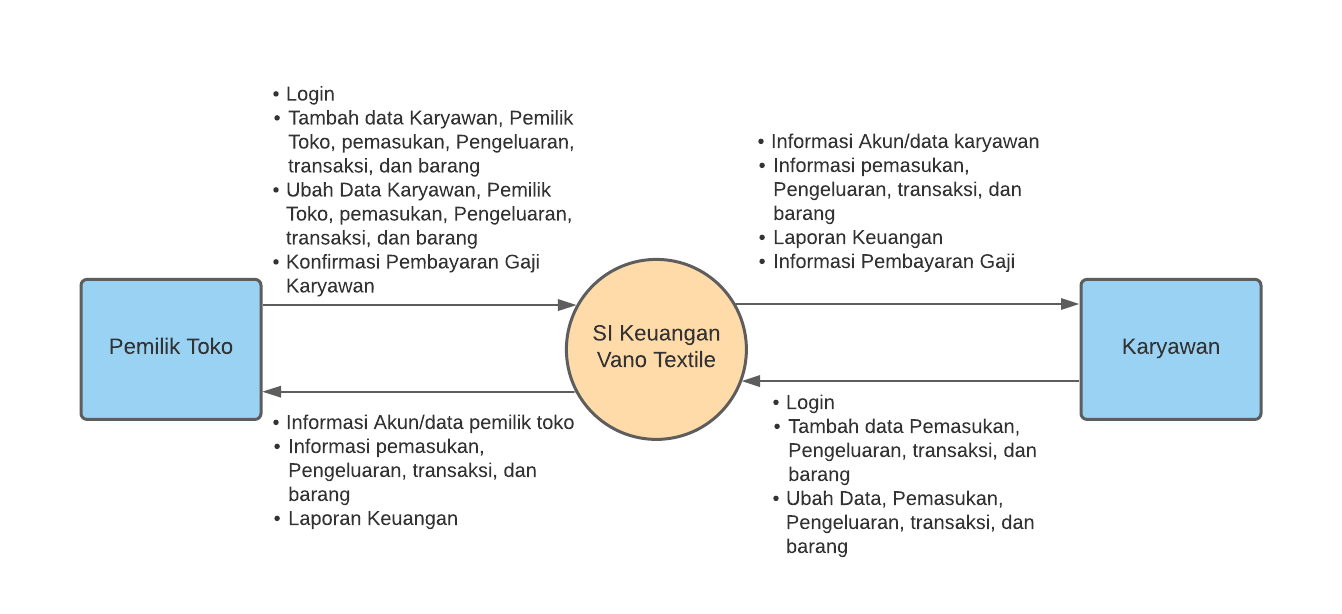 • Login
• Tambah data Karyawan, Pemilik
Toko, pemasukan, Pengeluaran,
transaksi, dan barang
• Ubah Data Karyawan, Pemilik
Toko, pemasukan, Pengeluaran,
transaksi, dan barang
• Konfirmasi Pembayaran Gaji
Karyawan
• Informasi Akun/data karyawan
• Informasi pemasukan,
Pengeluaran, transaksi, dan
barang
• Laporan Keuangan
• Informasi Pembayaran Gaji
Pemilik Toko
SI Keuangan
Vano Textile
Karyawan
• Informasi Akun/data pemilik toko
• Informasi pemasukan,
Pengeluaran, transaksi, dan
barang
• Laporan Keuangan
• Login
• Tambah data Pemasukan,
Pengeluaran, transaksi, dan
barang
• Ubah Data, Pemasukan,
Pengeluaran, transaksi, dan
barang